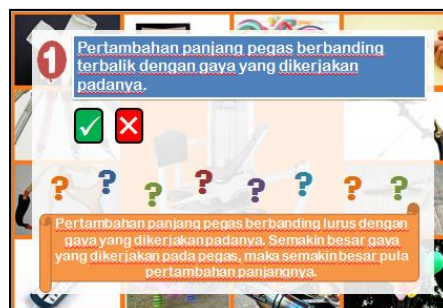 1
Pertambahan panjang pegas berbanding
terbalik dengan gaya yang dikerjakan
padanya.
? ? ? ? ? ? ? ?
Pertambahan panjang pegas berbanding lurus dengan
gaya yang dikerjakan padanya. Semakin besar gaya
yang dikerjakan pada pegas, maka semakin besar pula
pertambahan panjangnya.